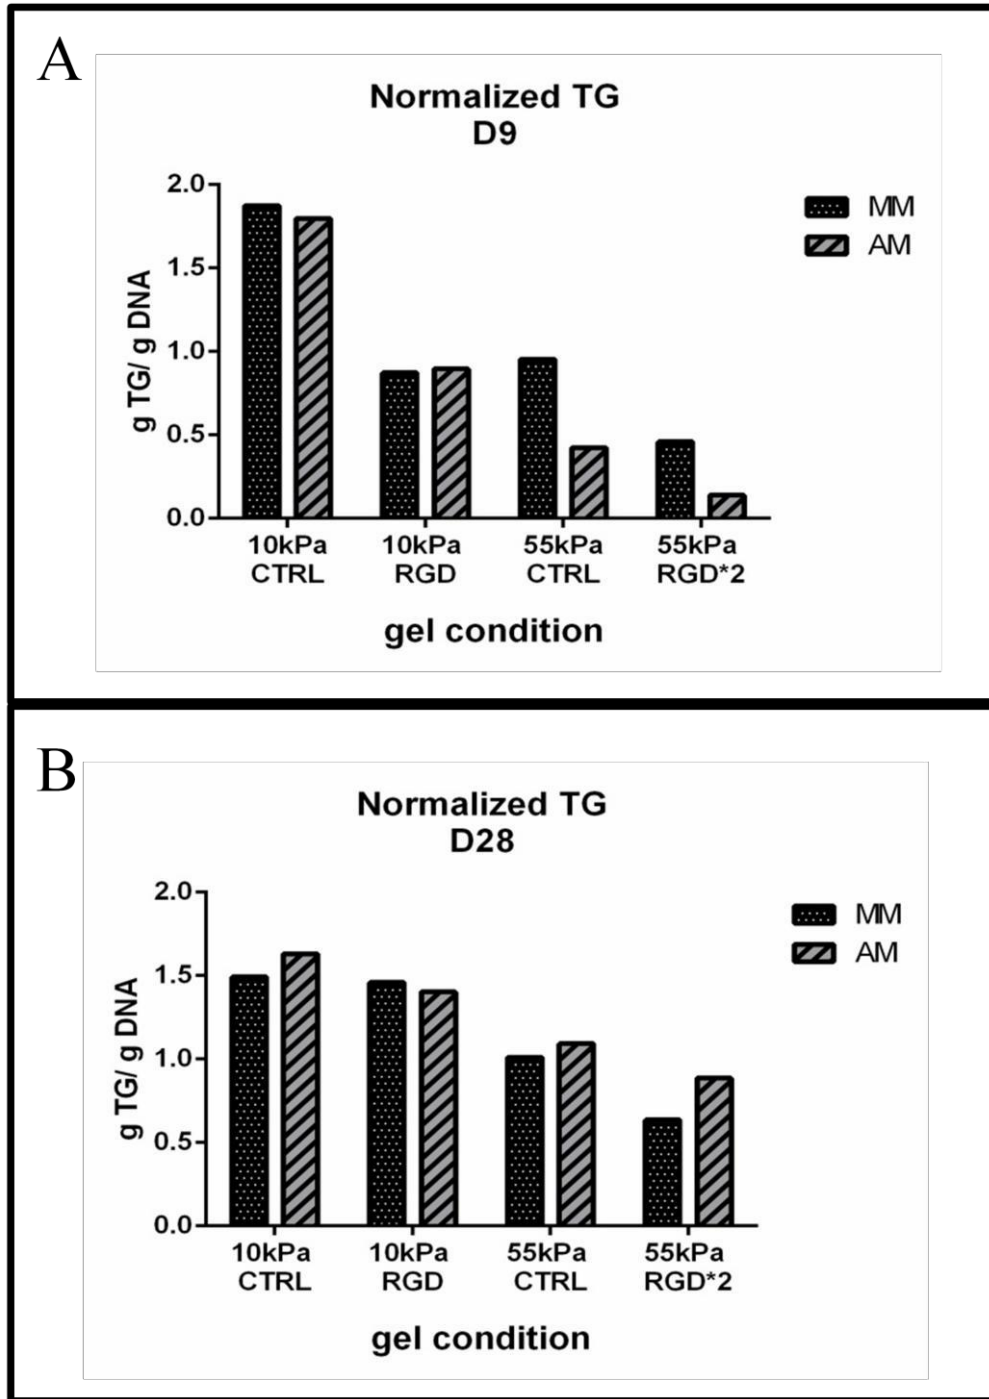 A
Normalized TG
D9
2.0
1.5
1.0
0.5
0.0
g TG/ g DNA
MM
AM
10kPa CTRL
10kPa RGD
55kPa CTRL
55kPa RGD*2
gel condition
B
Normalized TG
D28
2.0
1.5
1.0
0.5
0.0
g TG/ g DNA
MM
AM
10kPa CTRL
10kPa RGD
55kPa CTRL
55kPa RGD*2
gel condition